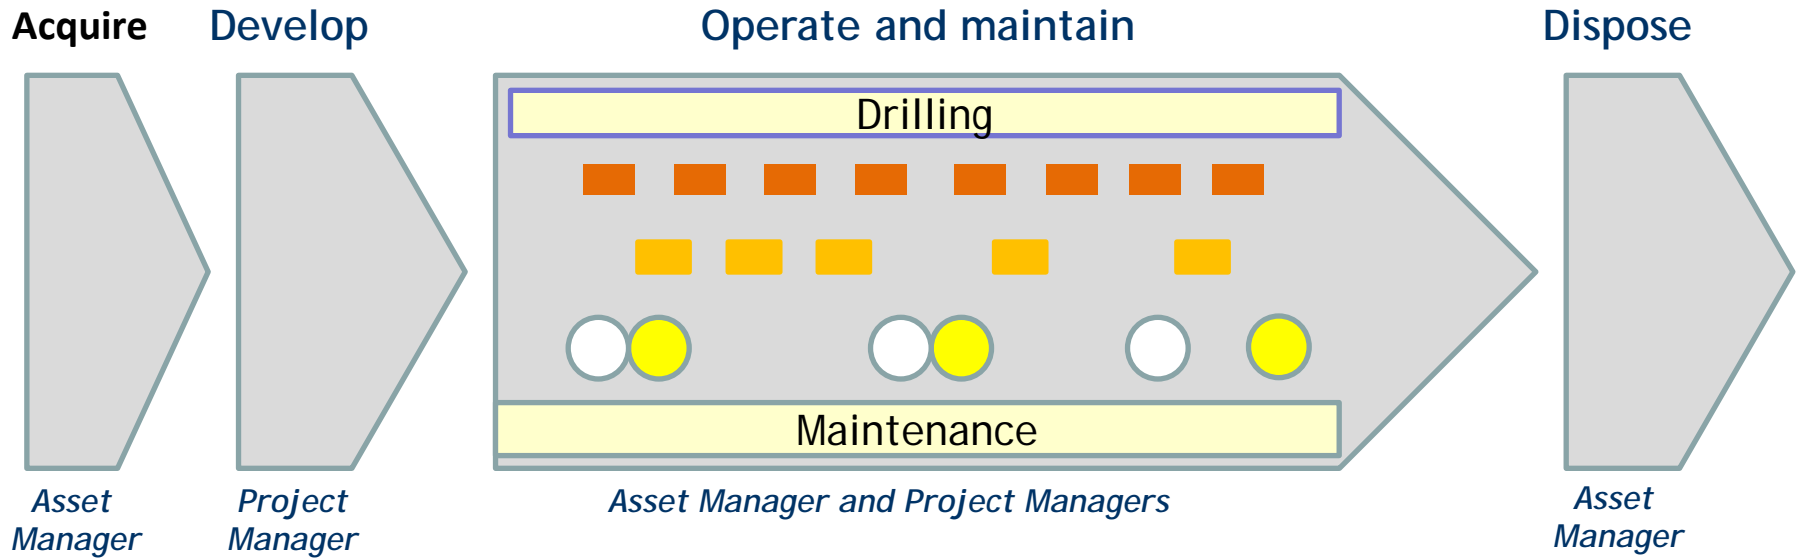 Acquire
Develop
Operate and maintain
Dispose
Drilling
Maintenance
Asset
Manager
Project
Manager
Asset Manager and Project Managers
Asset
Manager